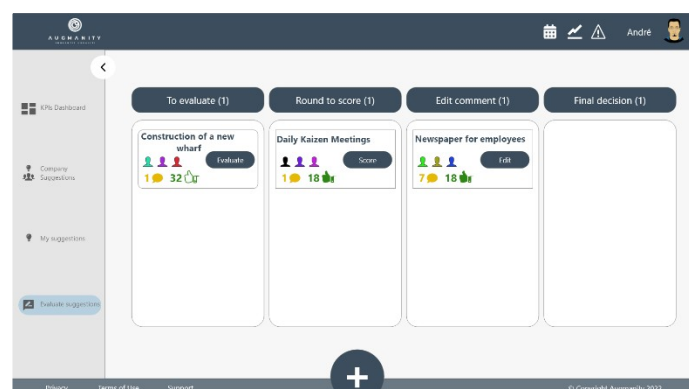 AUGMANITY
André
To evaluate (1)
Round to score (1)
Edit comment (1)
Final decision (1)
KPIs Dashboard
Construction of a new
wharf
Evaluate
1 32
Daily Kaizen Meetings
Score
1 18
Newspaper for employees
Edit
7 18
Company
Suggestions
My suggestions
Evaluate suggestions
Privacy Terms of Use Support
© Copyright Augmanity 2022